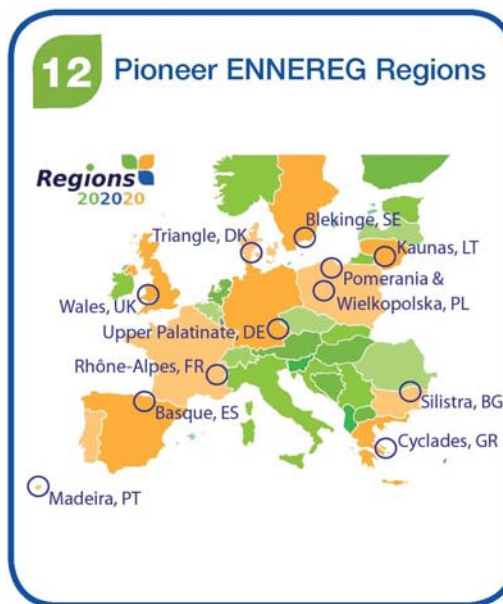 12 Pioneer ENNEREG Regions
Regions
202020
Blekinge, SE
Triangle, DK
Kaunas, LT
Pomerania &
Wielkopolska, PL
Wales, UK
Upper Palatinate, DE
Rhône-Alpes, FR
Basque, ES
Silistra, BG
Cyclades, GR
Madeira, PT